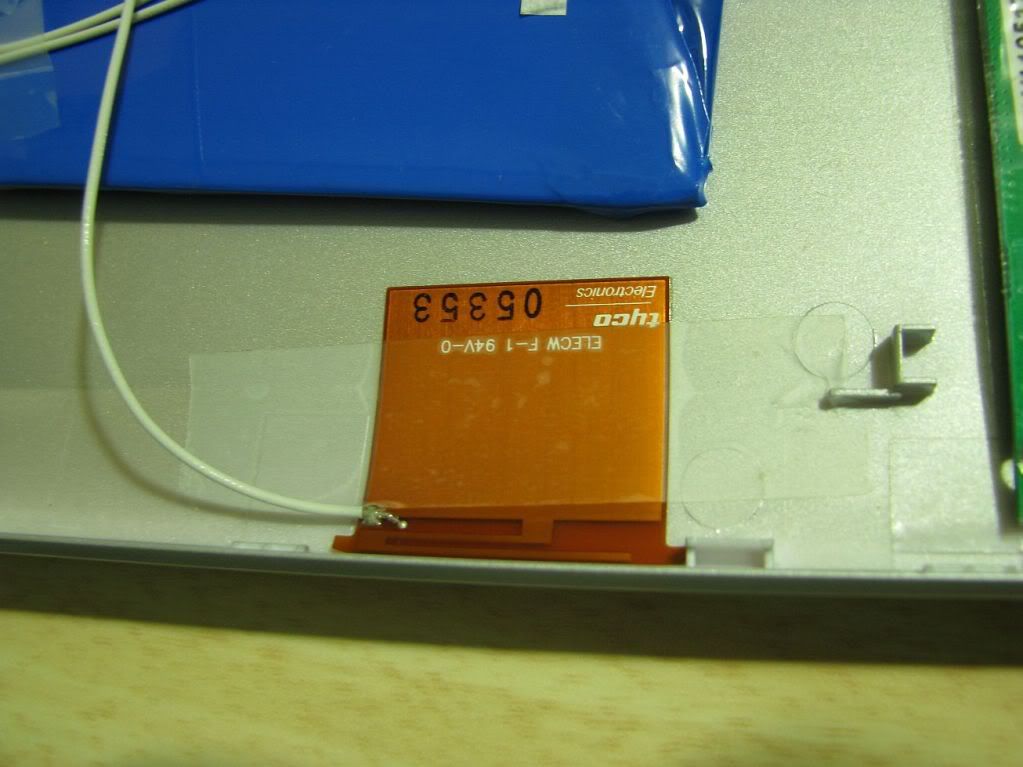 ELECW F-1 94V-0
tyco
Electronics
05353